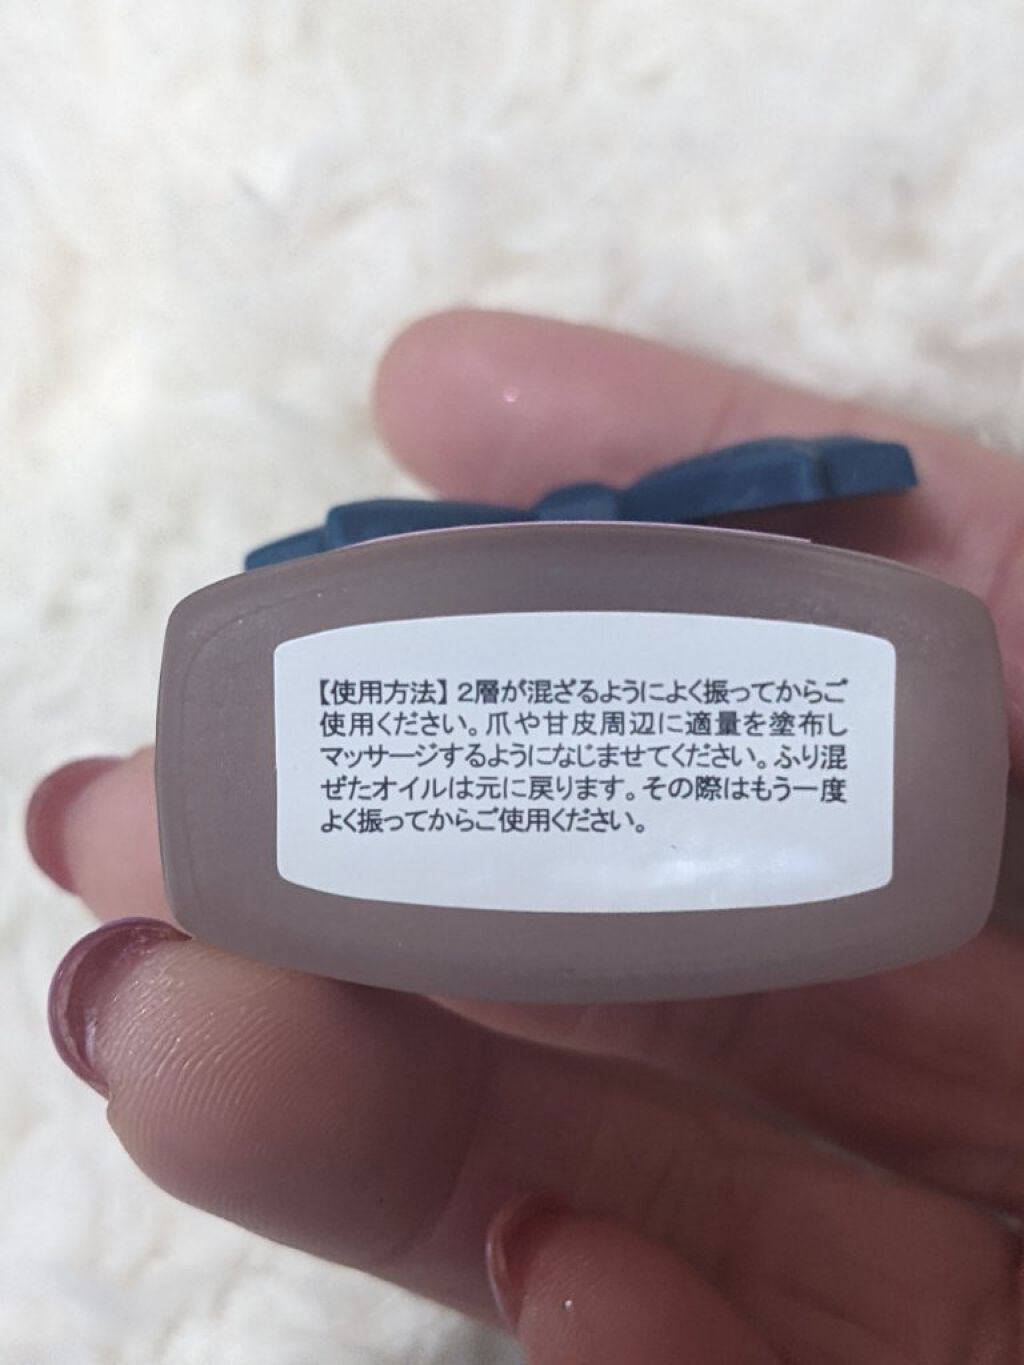 【使用方法】2層が混ざるようによく振ってからご
使用ください。爪や甘皮周辺に適量を塗布し
マッサージするようになじませてください。ふり混
ぜたオイルは元に戻ります。その際はもう一度
よく振ってからご使用ください。